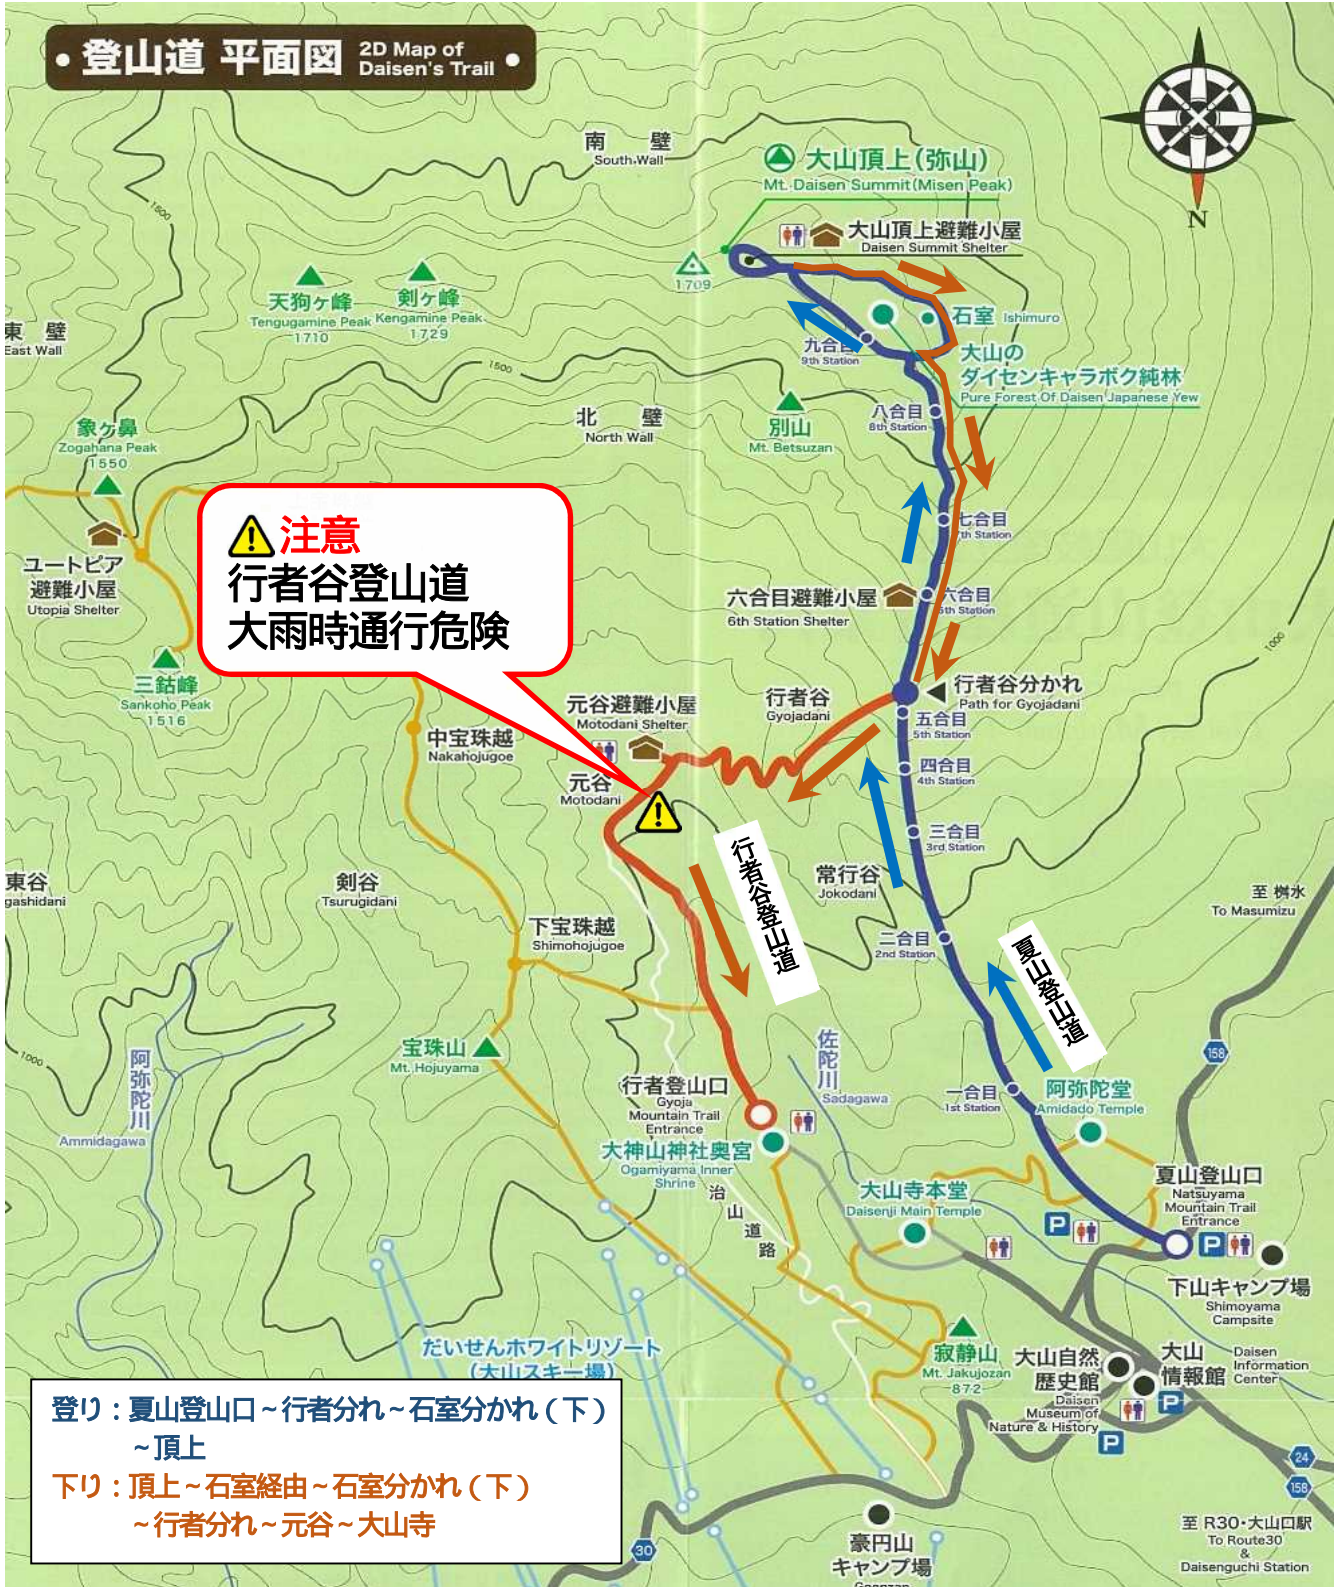 • 登山道 平面図 2D Map of Daisen's Trail •
南 壁
South Wall
大山頂上(弥山)
Mt. Daisen Summit(Misen Peak)
大山頂上避難小屋
Daisen Summit Shelter
N
1500
1709
天狗ヶ峰
Tengugamine Peak
1710
剣ヶ峰
Kengamine Peak
1729
石室 Ishimuro
東 壁
East Wall
九合目
9th Station
大山の
ダイセンキャラボク純林
Pure Forest Of Daisen Japanese Yew
1500
北 壁
North Wall
別山
Mt. Betsuzan
八合目
8th Station
象ヶ鼻
Zogahana Peak
1550
⚠注意
行者谷登山道
大雨時通行危険
七合目
7th Station
ユートピア
避難小屋
Utopia Shelter
六合目避難小屋
6th Station Shelter
六合目
6th Station
1000
三鈷峰
Sankoho Peak
1516
行者谷
Gyojadani
行者谷分かれ
Path for Gyojadani
元谷避難小屋
Motodani Shelter
五合目
5th Station
中宝珠越
Nakahojugoe
四合目
4th Station
元谷
Motodani
三合目
3rd Station
行者谷登山道
常行谷
Jokodani
東谷
gashidani
剣谷
Tsurugidani
至 桝水
To Masumizu
下宝珠越
Shimohojugoe
二合目
2nd Station
夏山登山道
158
1000
阿弥陀川
Ammidagawa
宝珠山
Mt. Hojuyama
佐陀川
Sadagawa
行者登山口
Gyoja
Mountain Trail
Entrance
一合目
1st Station
阿弥陀堂
Amidado Temple
大神山神社奥宮
Ogamiyama Inner
Shrine
治山道路
大山寺本堂
Daisenji Main Temple
夏山登山口
Natsuyama
Mountain Trail
Entrance
P
P
下山キャンプ場
Shimoyama
Campsite
だいせんホワイトリゾート
(大山スキー場)
寂静山
Mt. Jakujozan
872
大山自然
歴史館
Daisen
Museum of
Nature & History
大山
情報館
Daisen
Information
Center
P
P
登り：夏山登山口～行者分れ～石室分かれ（下）
～頂上
下り：頂上～石室経由～石室分かれ（下）
～行者分れ～元谷～大山寺
24
158
30
豪円山
キャンプ場
至 R30・大山口駅
To Route30
&
Daisenguchi Station